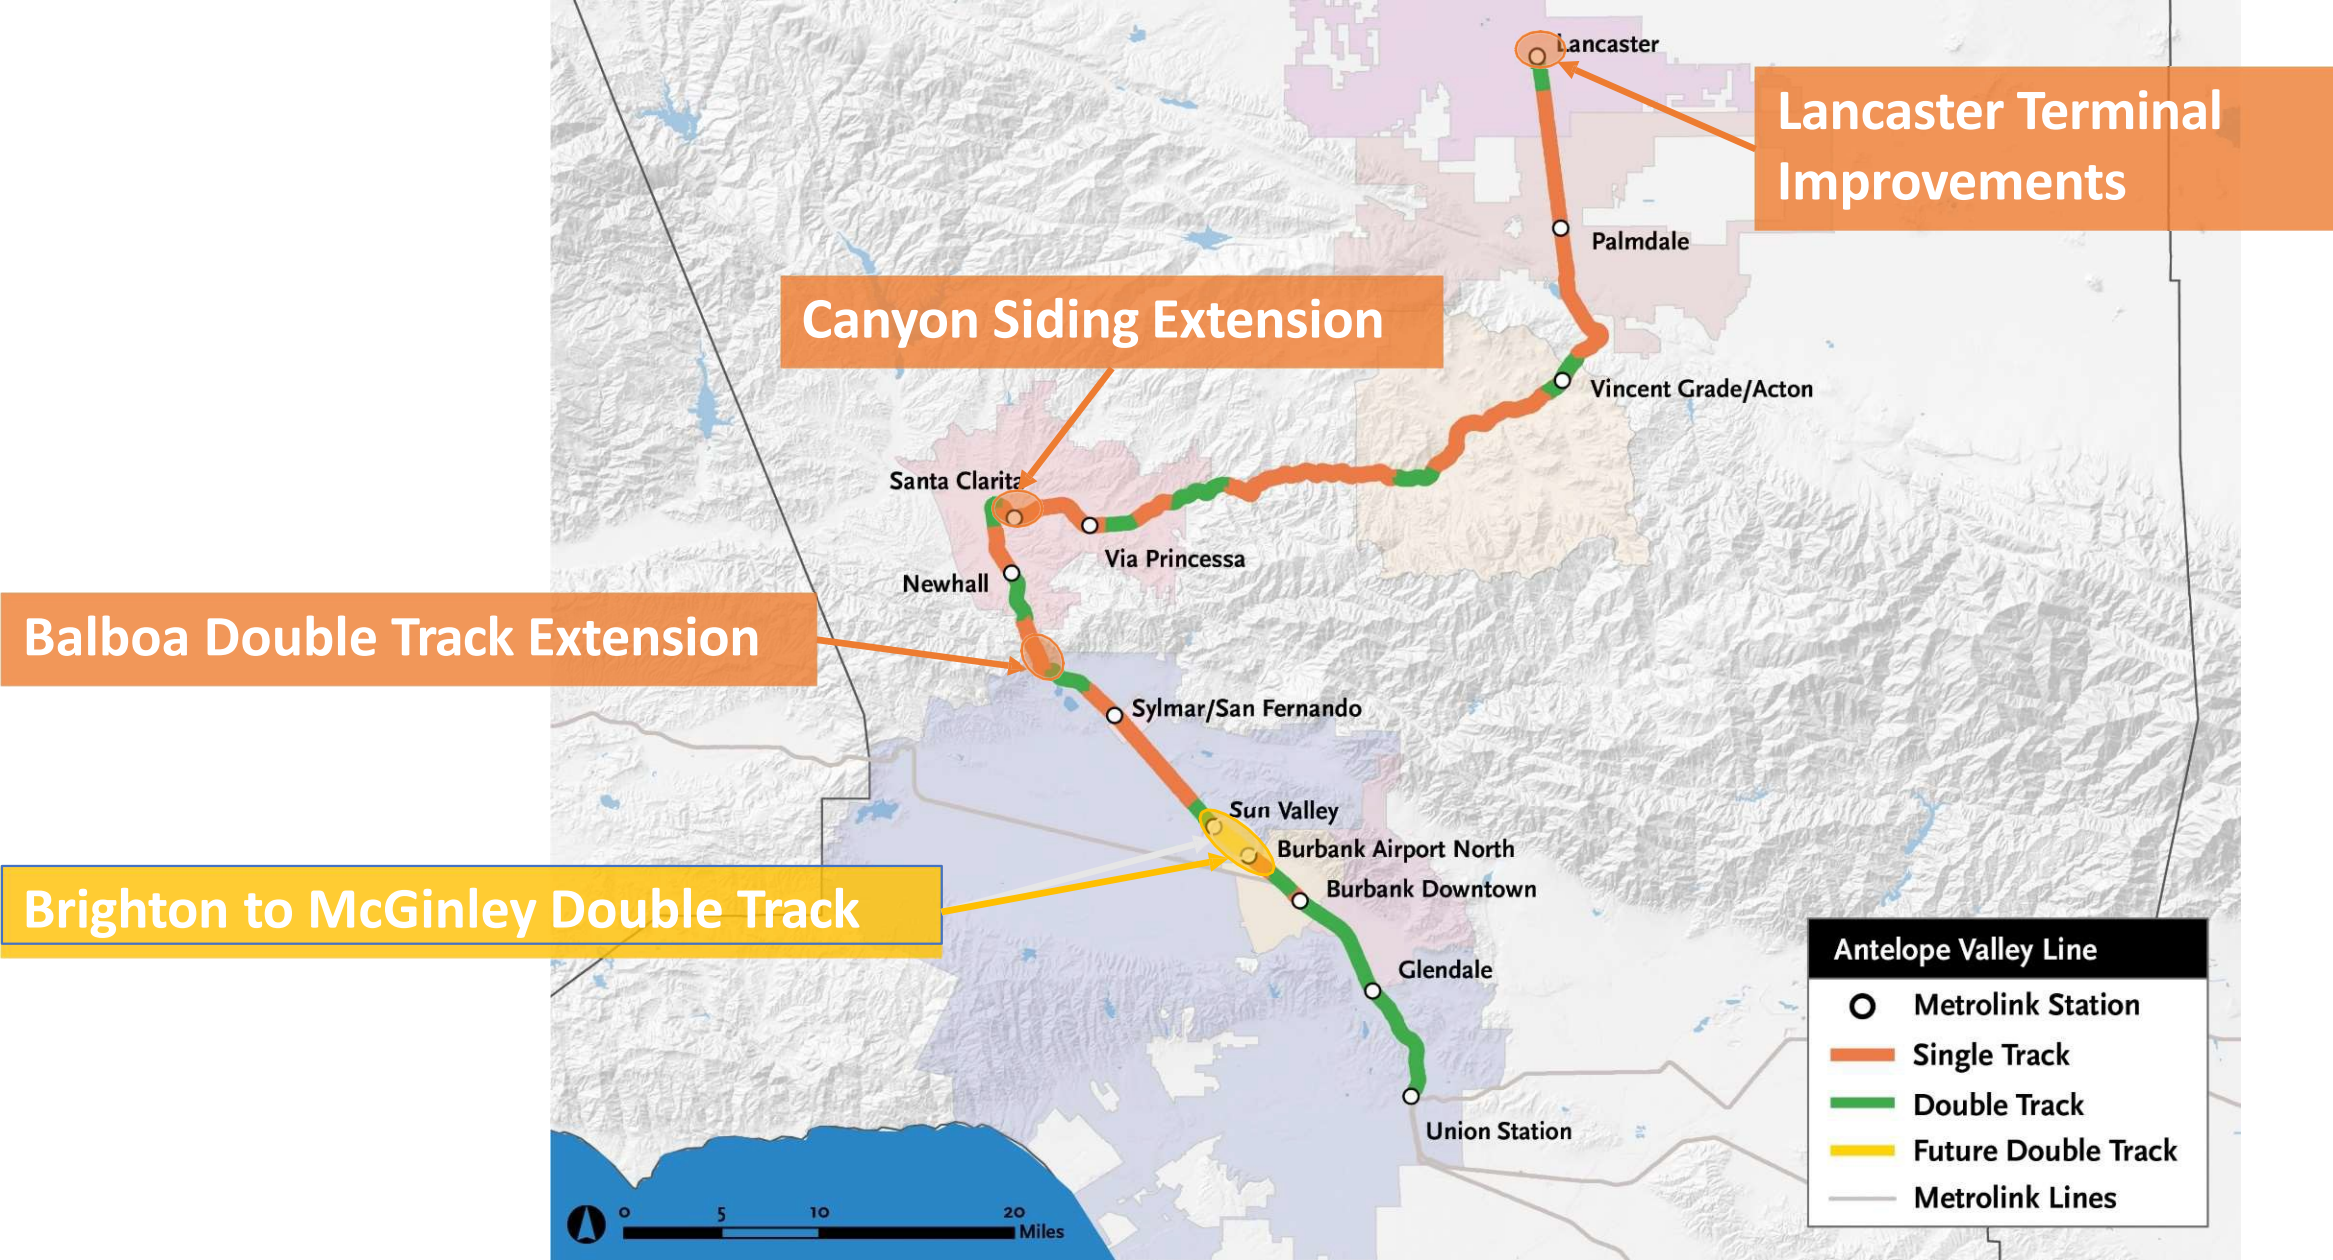 Lancaster
Lancaster Terminal
Improvements
Palmdale
Canyon Siding Extension
Vincent Grade/Acton
Santa Clarita
Via Princessa
Newhall
Balboa Double Track Extension
Sylmar/San Fernando
Sun Valley
Burbank Airport North
Burbank Downtown
Brighton to McGinley Double Track
Glendale
Union Station
Antelope Valley Line
Metrolink Station
Single Track
Double Track
Future Double Track
Metrolink Lines
0 5 10 20
Miles